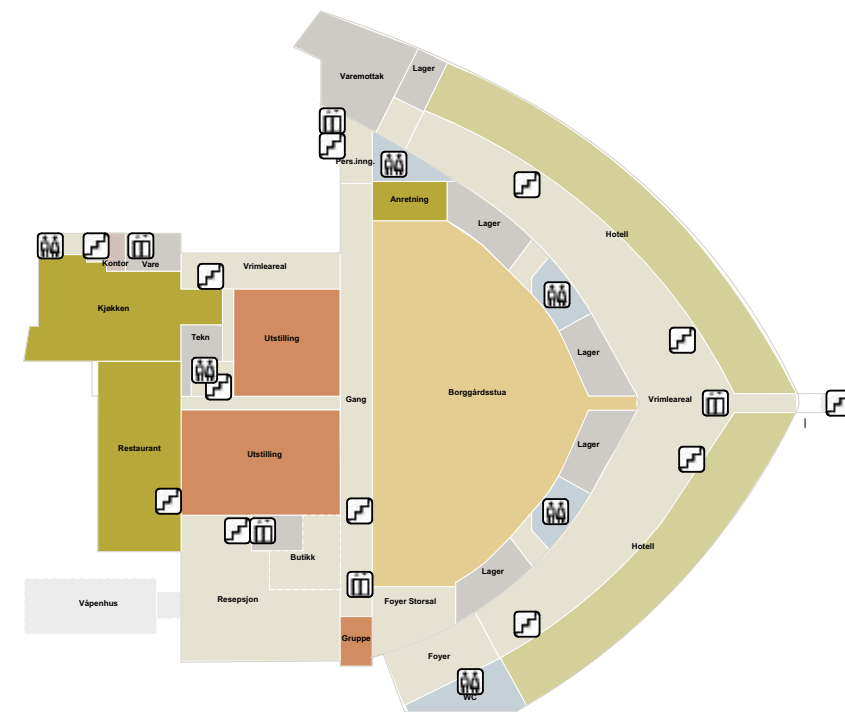 Lager
Varemottak
Pers.inng.
Anretning
Lager
Hotell
Kontor
Vare
Vrimleareal
Kjøkken
Tekn
Utstilling
Lager
Borggårdsstua
Gang
Vrimleareal
Restaurant
Utstilling
Lager
Hotell
Butikk
Lager
Resepsjon
Foyer Storsal
Våpenhus
Gruppe
Foyer
WC